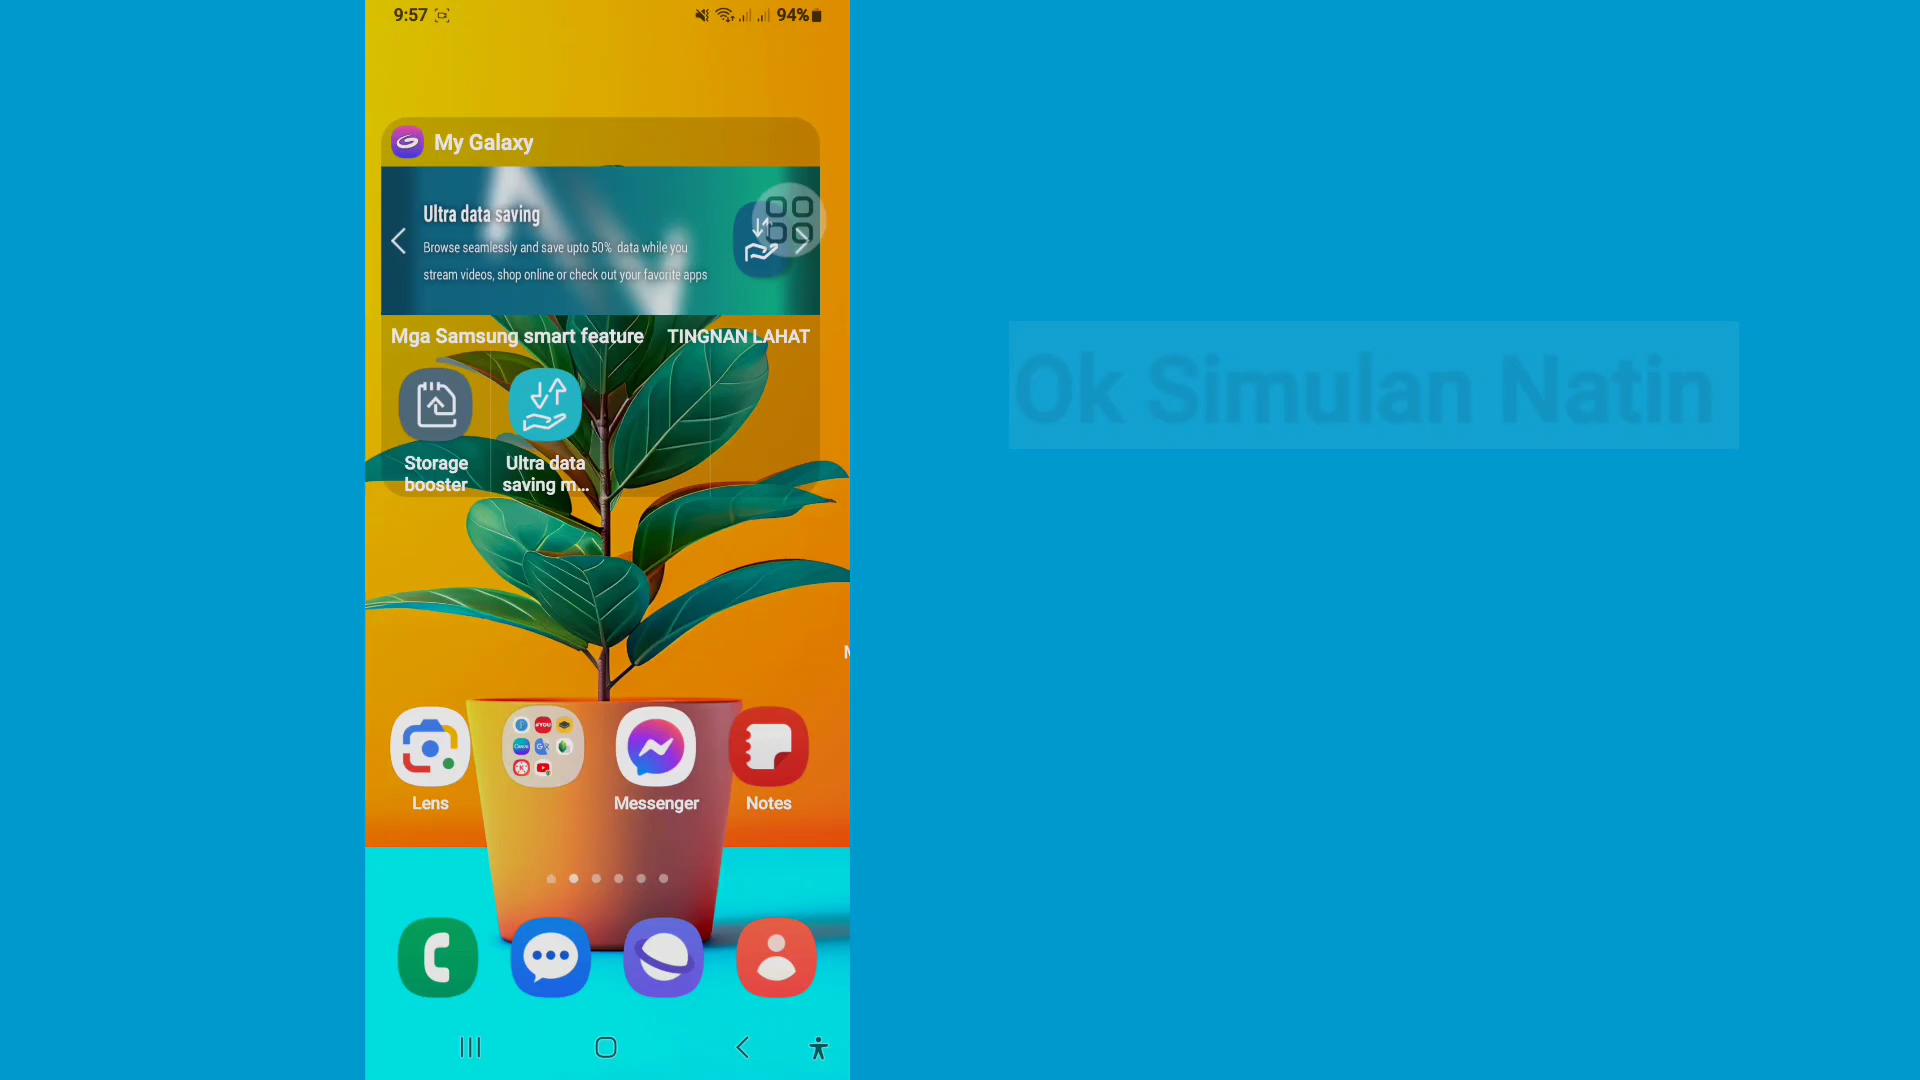 9:57
94%
My Galaxy
Ultra data saving
Browse seamlessly and save upto 50% data while you
stream videos, shop online or check out your favorite apps
Mga Samsung smart feature
TINGNAN LAHAT
Storage
booster
Ultra data
saving m...
Ok Simulan Natin
Lens
Messenger
Notes